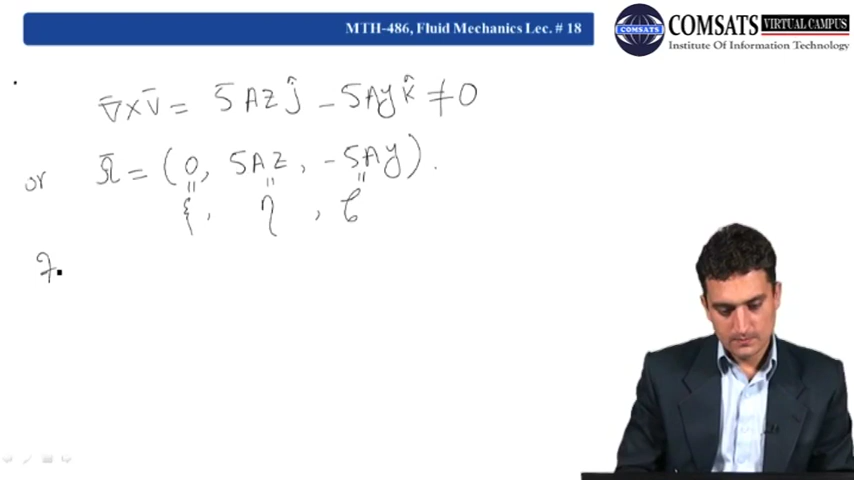 MTH-486, Fluid Mechanics Lec. # 18
COMSATS
COMSATS VIRTUAL CAMPUS
Institute Of Information Technology
∇̄×V̄ = 5AZ ĵ - 5Ay k̂ ≠ 0
or Ω̄ = (0, 5AZ, -5Ay).
ξ, η, ζ